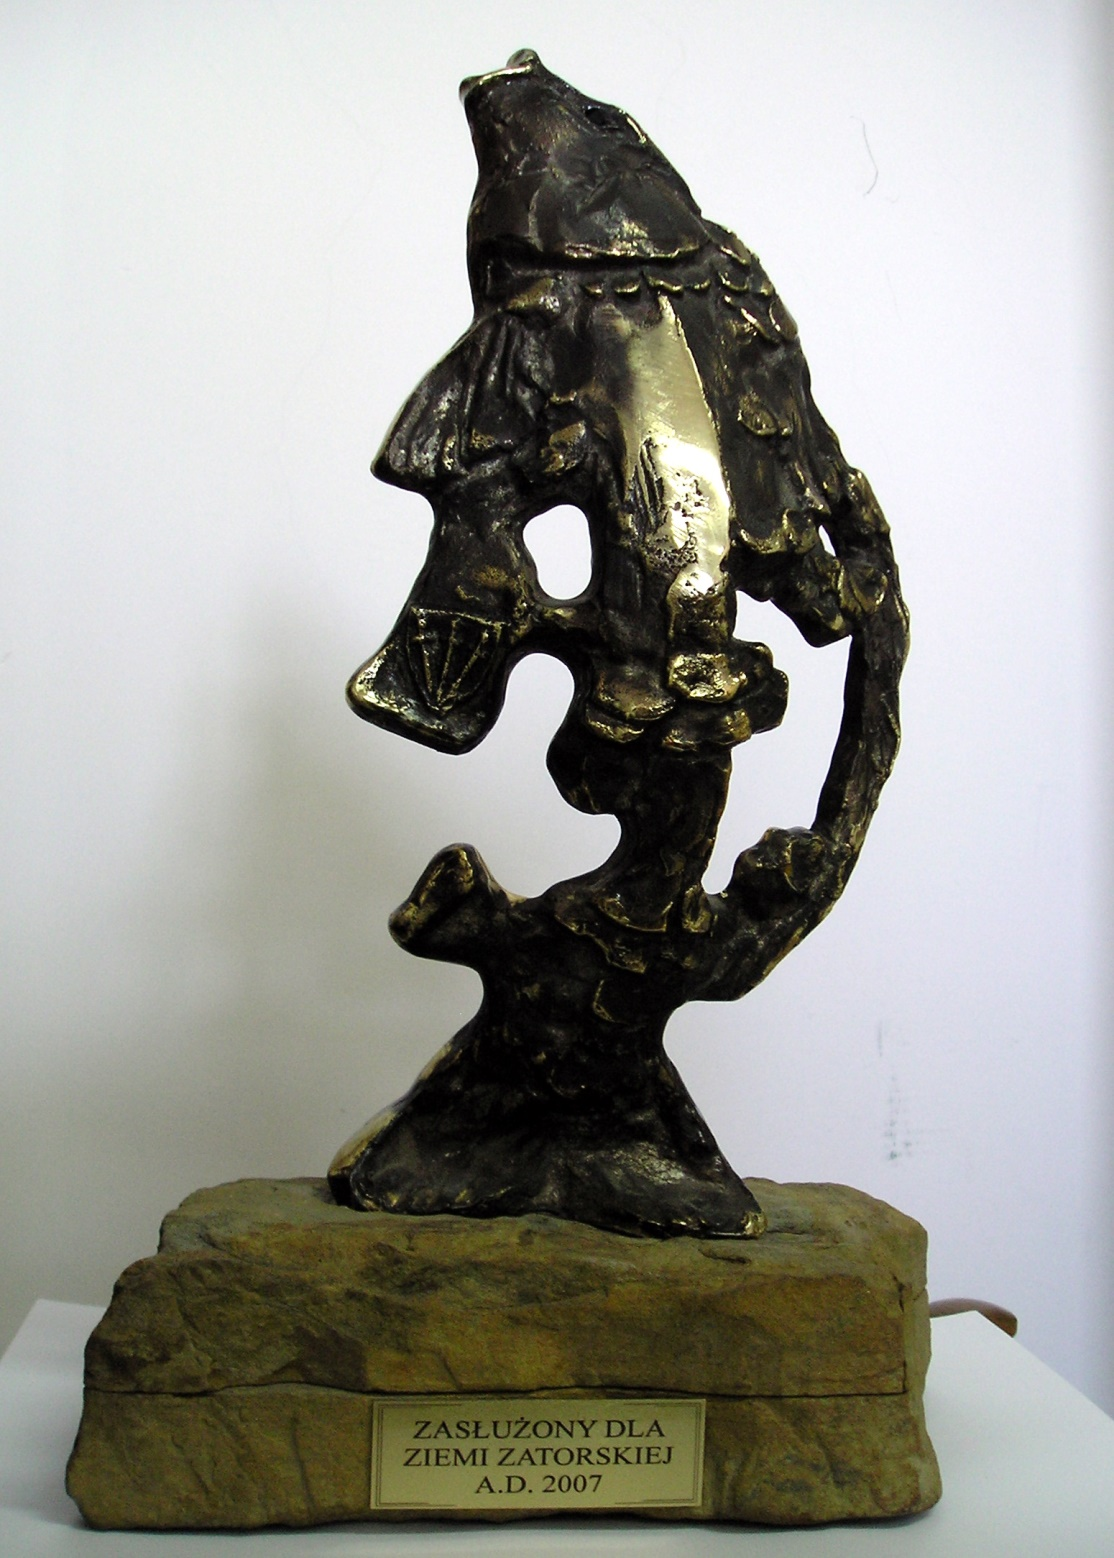 ZASŁUŻONY DLA
ZIEMI ZATORSKIEJ
A.D. 2007